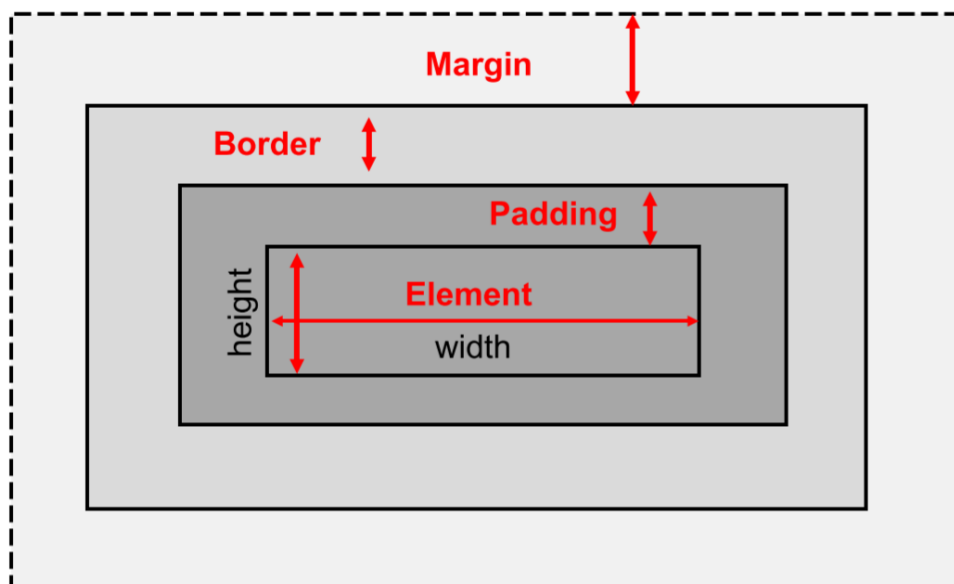 Margin
Border
Padding
height
Element
width